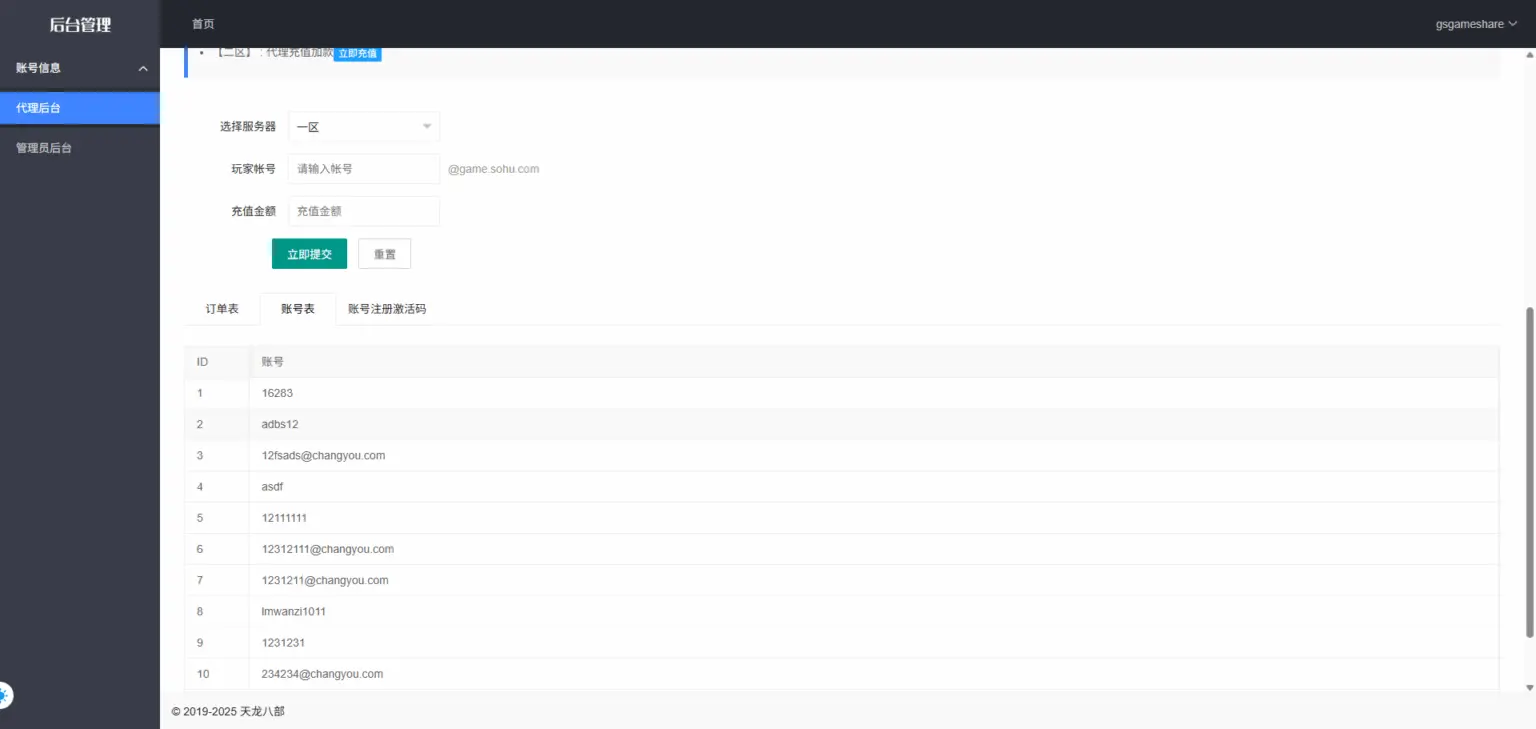 后台管理
首页
gsgameshare
账号信息
代理后台
管理员后台
• 【二区】 : 代理充值加款 立即充值
选择服务器 一区
玩家帐号 请输入帐号 @game.sohu.com
充值金额 充值金额
立即提交 重置
订单表 账号表 账号注册激活码
ID 账号
1 16283
2 adbs12
3 12fsads@changyou.com
4 asdf
5 12111111
6 12312111@changyou.com
7 1231211@changyou.com
8 lmwanzi1011
9 1231231
10 234234@changyou.com
© 2019-2025 天龙八部